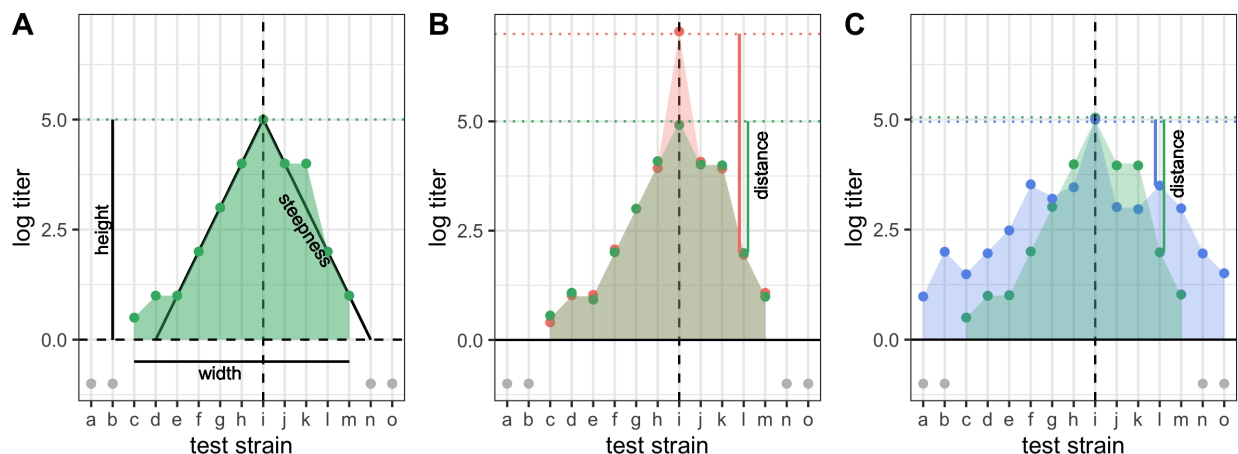 A
log titer
5.0
2.5
0.0
height
steepness
width
a b c d e f g h i j k l m n o
test strain
B
log titer
5.0
2.5
0.0
distance
a b c d e f g h i j k l m n o
test strain
C
log titer
5.0
2.5
0.0
distance
a b c d e f g h i j k l m n o
test strain